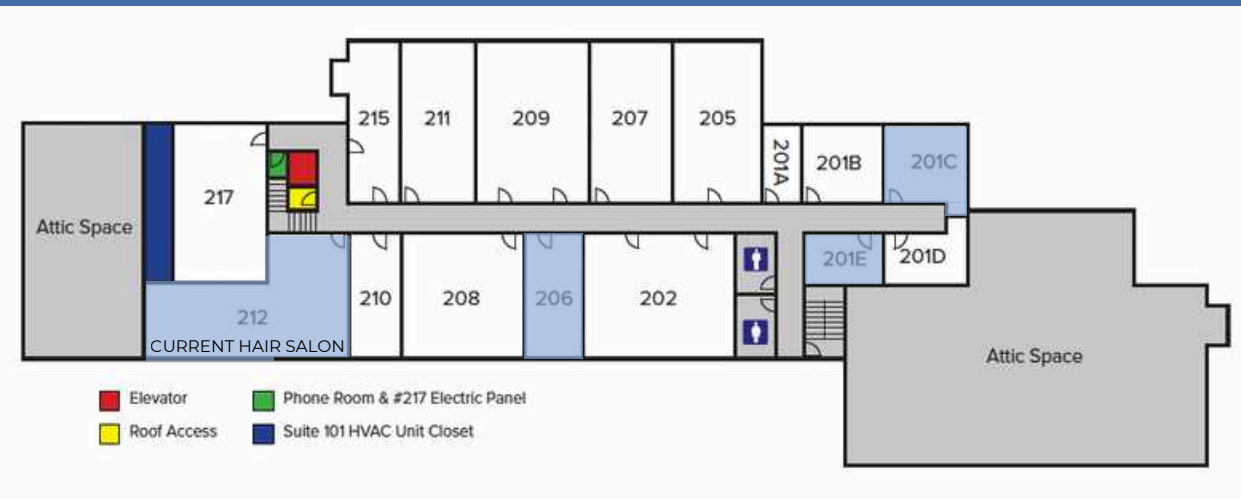 215
211
209
207
205
201A
201B
201C
217
Attic Space
201E
201D
212
CURRENT HAIR SALON
210
208
206
202
Attic Space
Elevator
Phone Room & #217 Electric Panel
Roof Access
Suite 101 HVAC Unit Closet